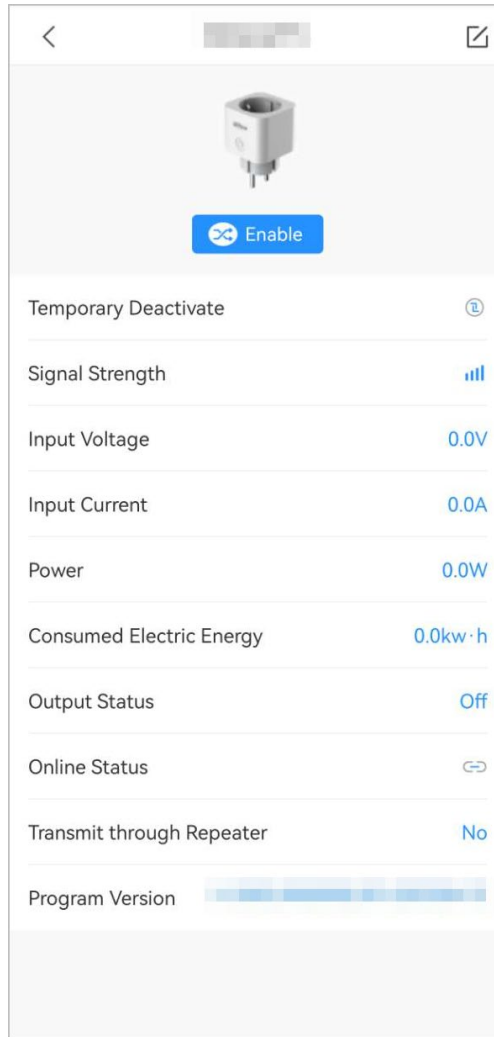 Enable
Temporary Deactivate
Signal Strength
Input Voltage 0.0V
Input Current 0.0A
Power 0.0W
Consumed Electric Energy 0.0kw·h
Output Status Off
Online Status
Transmit through Repeater No
Program Version